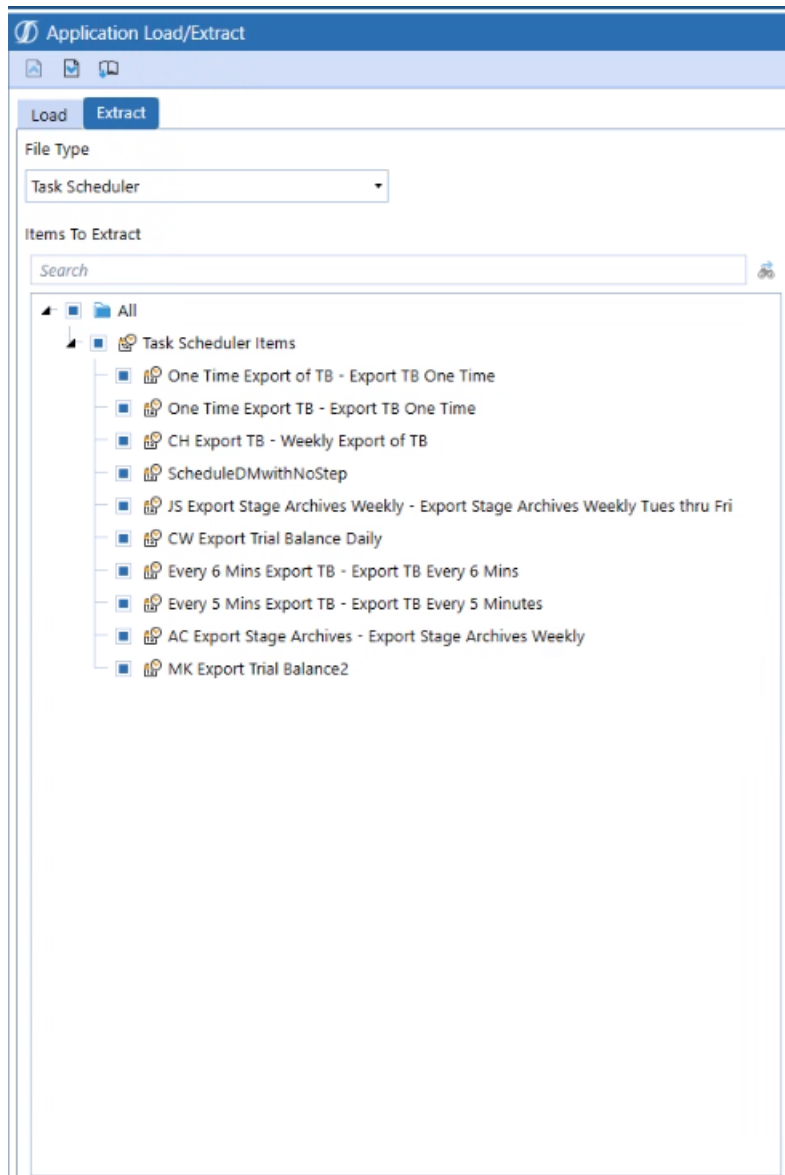 Application Load/Extract
Load Extract
File Type
Task Scheduler
Items To Extract
Search
All
Task Scheduler Items
One Time Export of TB - Export TB One Time
One Time Export TB - Export TB One Time
CH Export TB - Weekly Export of TB
ScheduleDMwithNoStep
JS Export Stage Archives Weekly - Export Stage Archives Weekly Tues thru Fri
CW Export Trial Balance Daily
Every 6 Mins Export TB - Export TB Every 6 Mins
Every 5 Mins Export TB - Export TB Every 5 Minutes
AC Export Stage Archives - Export Stage Archives Weekly
MK Export Trial Balance2